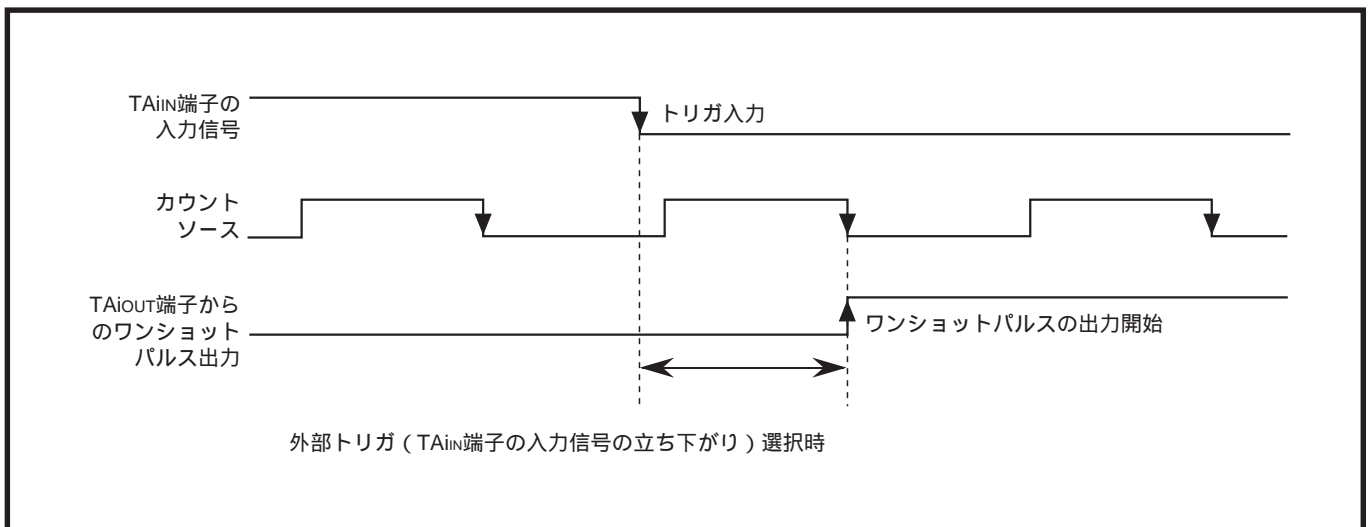 TAiIN端子の
入力信号
トリガ入力
カウント
ソース
TAiOUT端子から
のワンショット
パルス出力
ワンショットパルスの出力開始
外部トリガ（TAiIN端子の入力信号の立ち下がり）選択時